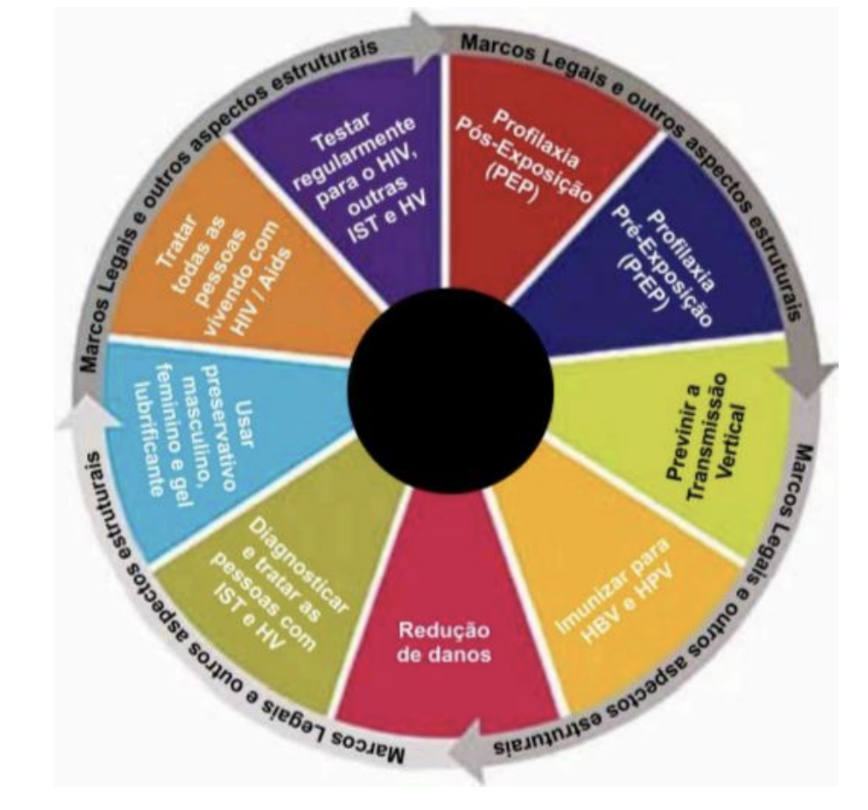 Marcos Legais e outros aspectos estruturais
Marcos Legais e outros aspectos estruturais
Marcos Legais e outros aspectos estruturais
Marcos Legais e outros aspectos estruturais
Profilaxia
Pós-Exposição
(PEP)
Profilaxia
Pré-Exposição
(PrEP)
Previnir a
Transmissão
Vertical
Imunizar para
HBV e HPV
Redução
de danos
Diagnosticar
e tratar as
pessoas com
IST e HV
Usar
preservativo
masculino,
feminino e gel
lubrificante
Tratar
todas as
pessoas
vivendo com
HIV / Aids
Testar
regularmente
para o HIV,
outras
IST e HV